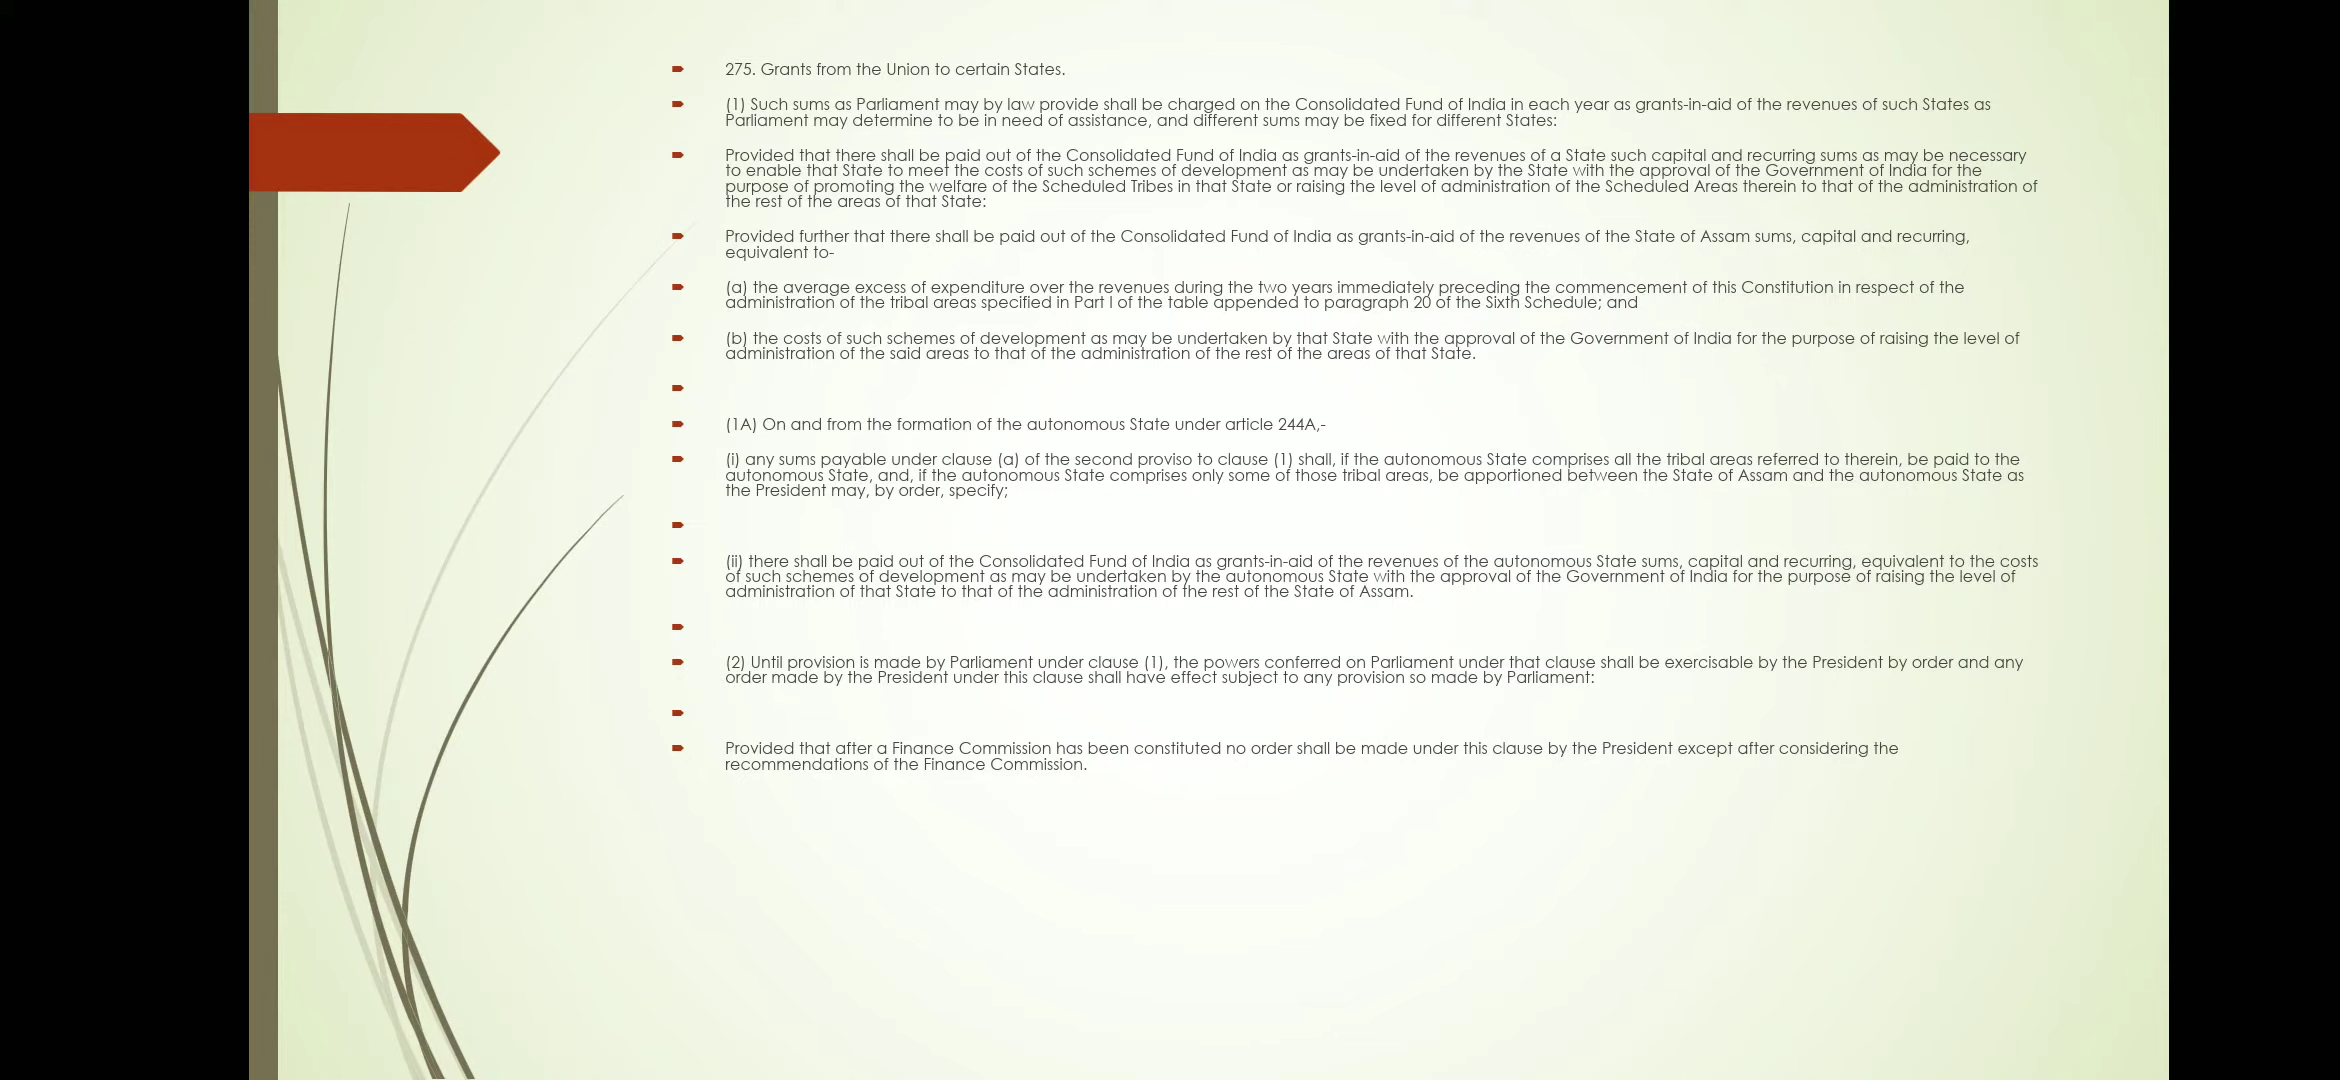 275. Grants from the Union to certain States.
(1) Such sums as Parliament may by law provide shall be charged on the Consolidated Fund of India in each year as grants-in-aid of the revenues of such States as
Parliament may determine to be in need of assistance, and different sums may be fixed for different States:
Provided that there shall be paid out of the Consolidated Fund of India as grants-in-aid of the revenues of a State such capital and recurring sums as may be necessary
to enable that State to meet the costs of such schemes of development as may be undertaken by the State with the approval of the Government of India for the
purpose of promoting the welfare of the Scheduled Tribes in that State or raising the level of administration of the Scheduled Areas therein to that of the administration of
the rest of the areas of that State:
Provided further that there shall be paid out of the Consolidated Fund of India as grants-in-aid of the revenues of the State of Assam sums, capital and recurring,
equivalent to-
(a) the average excess of expenditure over the revenues during the two years immediately preceding the commencement of this Constitution in respect of the
administration of the tribal areas specified in Part I of the table appended to paragraph 20 of the Sixth Schedule; and
(b) the costs of such schemes of development as may be undertaken by that State with the approval of the Government of India for the purpose of raising the level of
administration of the said areas to that of the administration of the rest of the areas of that State.
(1A) On and from the formation of the autonomous State under article 244A,-
(i) any sums payable under clause (a) of the second proviso to clause (1) shall, if the autonomous State comprises all the tribal areas referred to therein, be paid to the
autonomous State, and, if the autonomous State comprises only some of those tribal areas, be apportioned between the State of Assam and the autonomous State as
the President may, by order, specify;
(ii) there shall be paid out of the Consolidated Fund of India as grants-in-aid of the revenues of the autonomous State sums, capital and recurring, equivalent to the costs
of such schemes of development as may be undertaken by the autonomous State with the approval of the Government of India for the purpose of raising the level of
administration of that State to that of the administration of the rest of the State of Assam.
(2) Until provision is made by Parliament under clause (1), the powers conferred on Parliament under that clause shall be exercisable by the President by order and any
order made by the President under this clause shall have effect subject to any provision so made by Parliament:
Provided that after a Finance Commission has been constituted no order shall be made under this clause by the President except after considering the
recommendations of the Finance Commission.